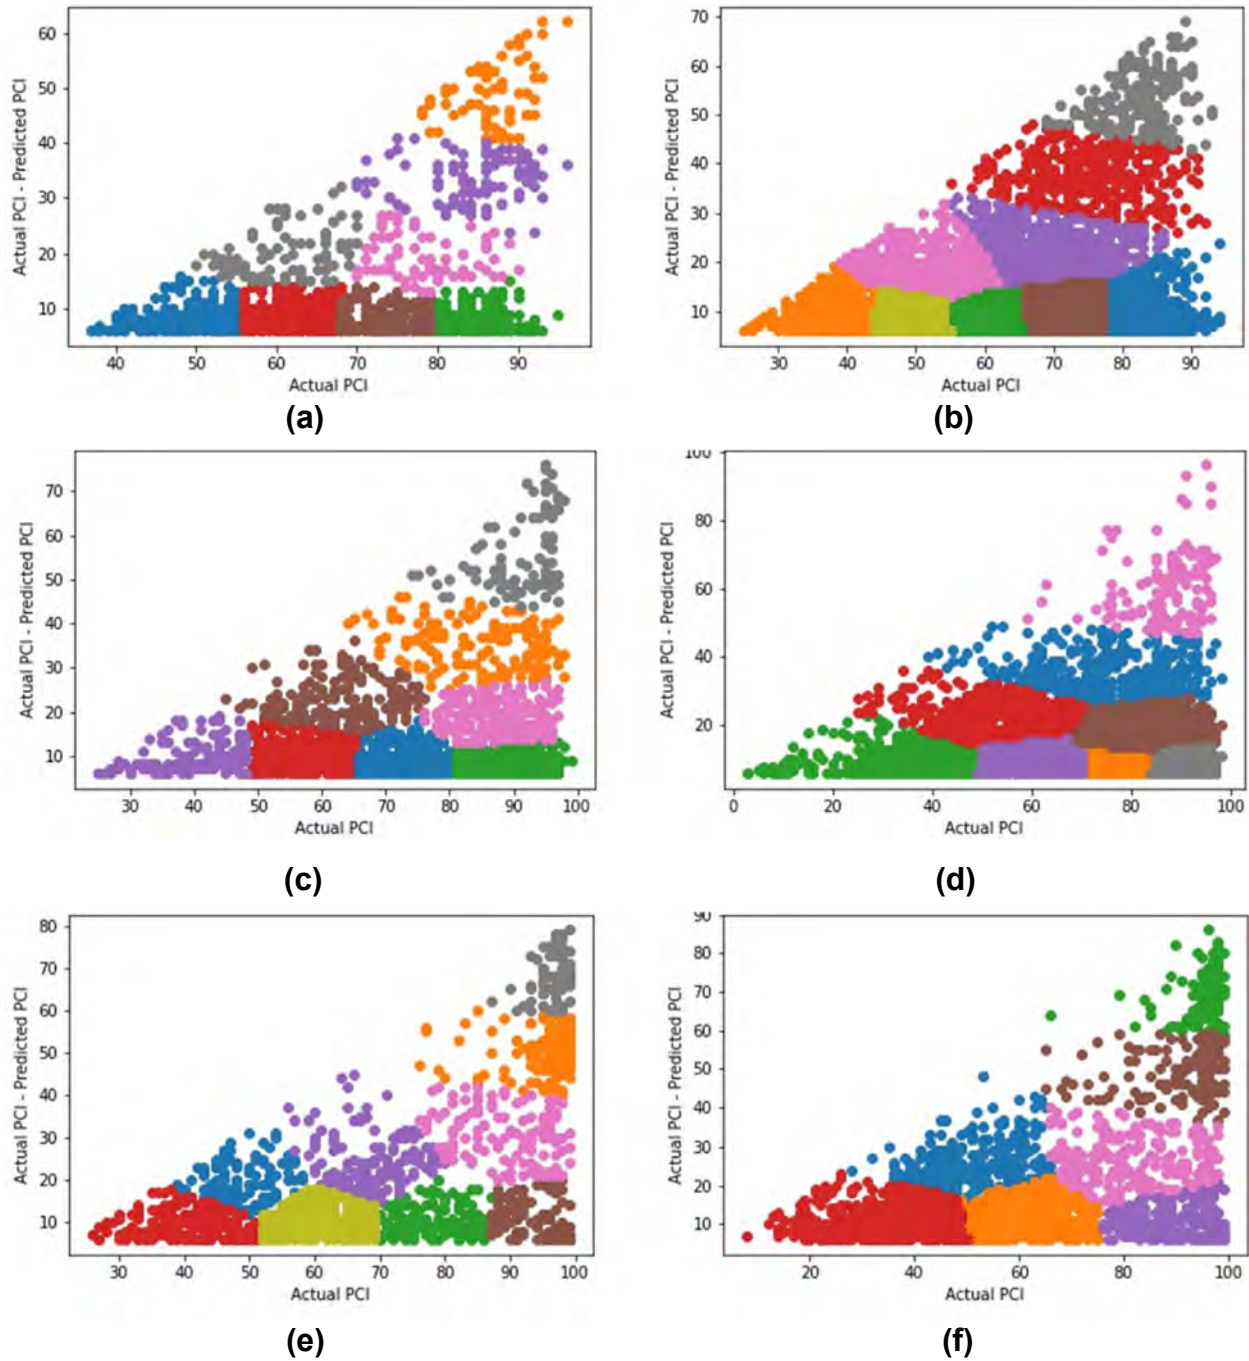 60
50
40
30
20
10
Actual PCI - Predicted PCI
40 50 60 70 80 90
Actual PCI
(a)
70
60
50
40
30
20
10
Actual PCI - Predicted PCI
30 40 50 60 70 80 90
Actual PCI
(b)
70
60
50
40
30
20
10
Actual PCI - Predicted PCI
30 40 50 60 70 80 90 100
Actual PCI
(c)
100
80
60
40
20
Actual PCI - Predicted PCI
0 20 40 60 80 100
Actual PCI
(d)
80
70
60
50
40
30
20
10
Actual PCI - Predicted PCI
30 40 50 60 70 80 90 100
Actual PCI
(e)
90
80
70
60
50
40
30
20
10
Actual PCI - Predicted PCI
20 40 60 80 100
Actual PCI
(f)